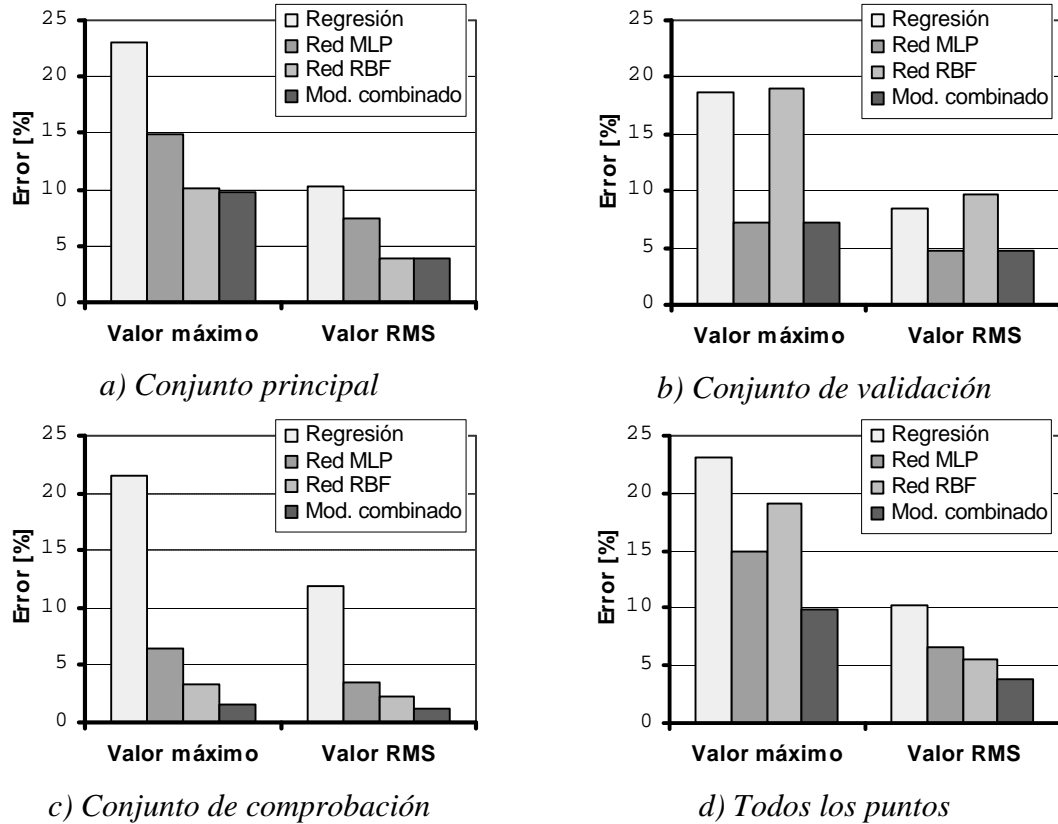 25
20
15
10
5
0
Error [%]
Regresión
Red MLP
Red RBF
Mod. combinado
Valor máximo
Valor RMS
a) Conjunto principal
25
20
15
10
5
0
Error [%]
Regresión
Red MLP
Red RBF
Mod. combinado
Valor máximo
Valor RMS
b) Conjunto de validación
25
20
15
10
5
0
Error [%]
Regresión
Red MLP
Red RBF
Mod. combinado
Valor máximo
Valor RMS
c) Conjunto de comprobación
25
20
15
10
5
0
Error [%]
Regresión
Red MLP
Red RBF
Mod. combinado
Valor máximo
Valor RMS
d) Todos los puntos